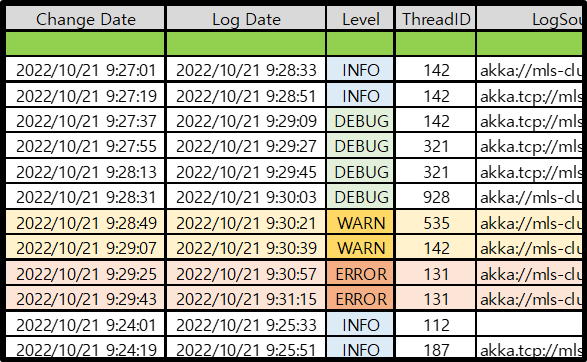 Change Date Log Date Level ThreadID LogSou
2022/10/21 9:27:01 2022/10/21 9:28:33 INFO 142 akka://mls-clu
2022/10/21 9:27:19 2022/10/21 9:28:51 INFO 142 akka.tcp://mls
2022/10/21 9:27:37 2022/10/21 9:29:09 DEBUG 142 akka.tcp://mls
2022/10/21 9:27:55 2022/10/21 9:29:27 DEBUG 321 akka.tcp://mls
2022/10/21 9:28:13 2022/10/21 9:29:45 DEBUG 321 akka.tcp://mls
2022/10/21 9:28:31 2022/10/21 9:30:03 DEBUG 928 akka.tcp://mls
2022/10/21 9:28:49 2022/10/21 9:30:21 WARN 535 akka://mls-clu
2022/10/21 9:29:07 2022/10/21 9:30:39 WARN 142 akka://mls-clu
2022/10/21 9:29:25 2022/10/21 9:30:57 ERROR 131 akka://mls-clu
2022/10/21 9:29:43 2022/10/21 9:31:15 ERROR 131 akka://mls-clu
2022/10/21 9:24:01 2022/10/21 9:25:33 INFO 112
2022/10/21 9:24:19 2022/10/21 9:25:51 INFO 187 akka.tcp://mls